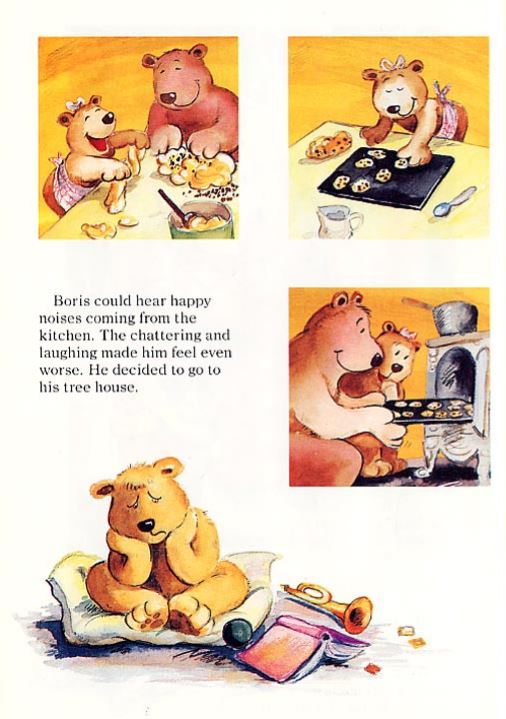 Boris could hear happy
noises coming from the
kitchen. The chattering and
laughing made him feel even
worse. He decided to go to
his tree house.